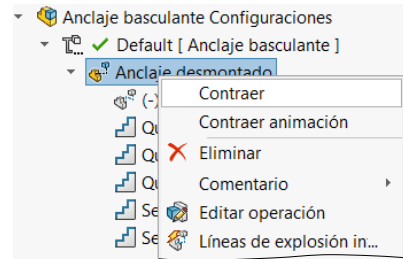 Anclaje basculante Configuraciones
Default [ Anclaje basculante ]
Anclaje desmontado
(-)
Contraer
Contraer animación
Eliminar
Comentario
Editar operación
Líneas de explosión in...